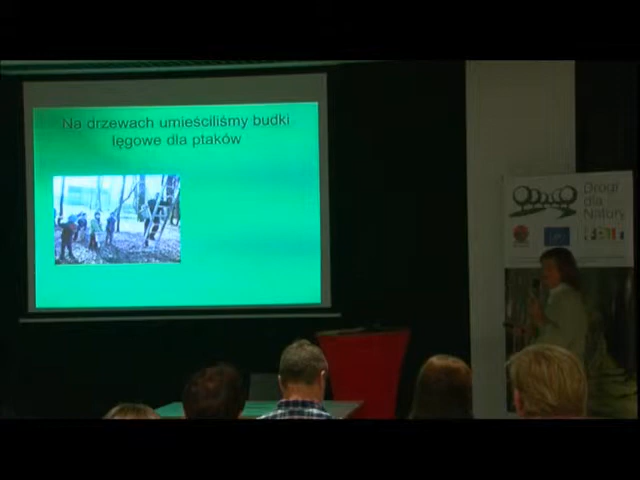 Na drzewach umieściliśmy budki
lęgowe dla ptaków
Drogi
dla
Natury